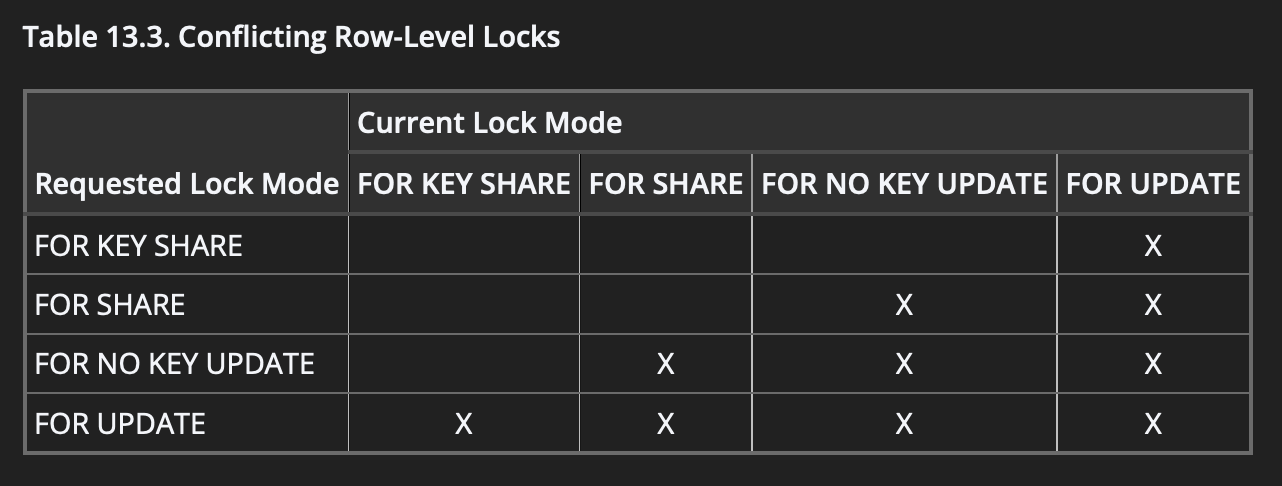 Table 13.3. Conflicting Row-Level Locks
Current Lock Mode
Requested Lock Mode FOR KEY SHARE FOR SHARE FOR NO KEY UPDATE FOR UPDATE
FOR KEY SHARE X
FOR SHARE X X
FOR NO KEY UPDATE X X X
FOR UPDATE X X X X